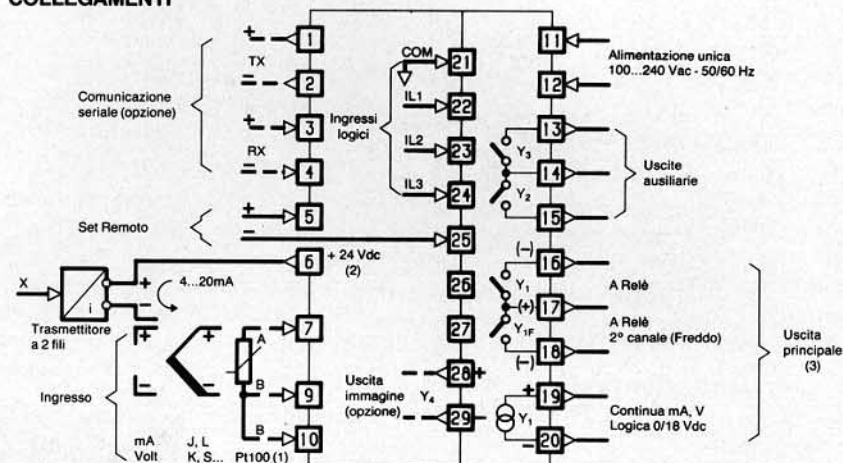 COLLEGAMENTI
+ 1
TX
− 2
Comunicazione
seriale (opzione)
+ 3
RX
− 4
Set Remoto
+ 5
− 25
6 + 24 Vdc
(2)
X
i
+
−
4...20mA
Trasmettitore
a 2 fili
Ingresso
+
−
mA
Volt
+
−
J, L
K, S...
A 7
B 9
B 10
Pt100 (1)
Ingressi
logici
COM 21
IL1 22
IL2 23
IL3 24
26
27
Uscita
immagine
(opzione)
Y4
28 +
29 −
11
12
Alimentazione unica
100...240 Vac - 50/60 Hz
13
Y3
14
Y2
15
Uscite
ausiliarie
(−) 16
Y1
(+) 17
Y1F
(−) 18
A Relè
A Relè
2º canale (Freddo)
+ 19
Y1
− 20
Continua mA, V
Logica 0/18 Vdc
Uscita
principale
(3)